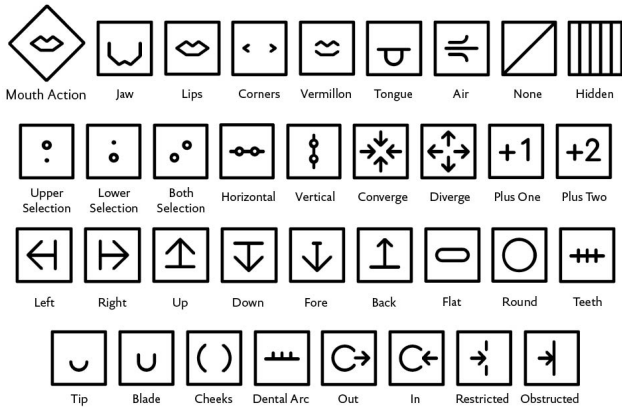 Mouth Action Jaw Lips Corners Vermillon Tongue Air None Hidden
+1 +2
Upper Selection Lower Selection Both Selection Horizontal Vertical Converge Diverge Plus One Plus Two
Left Right Up Down Fore Back Flat Round Teeth
Tip Blade Cheeks Dental Arc Out In Restricted Obstructed